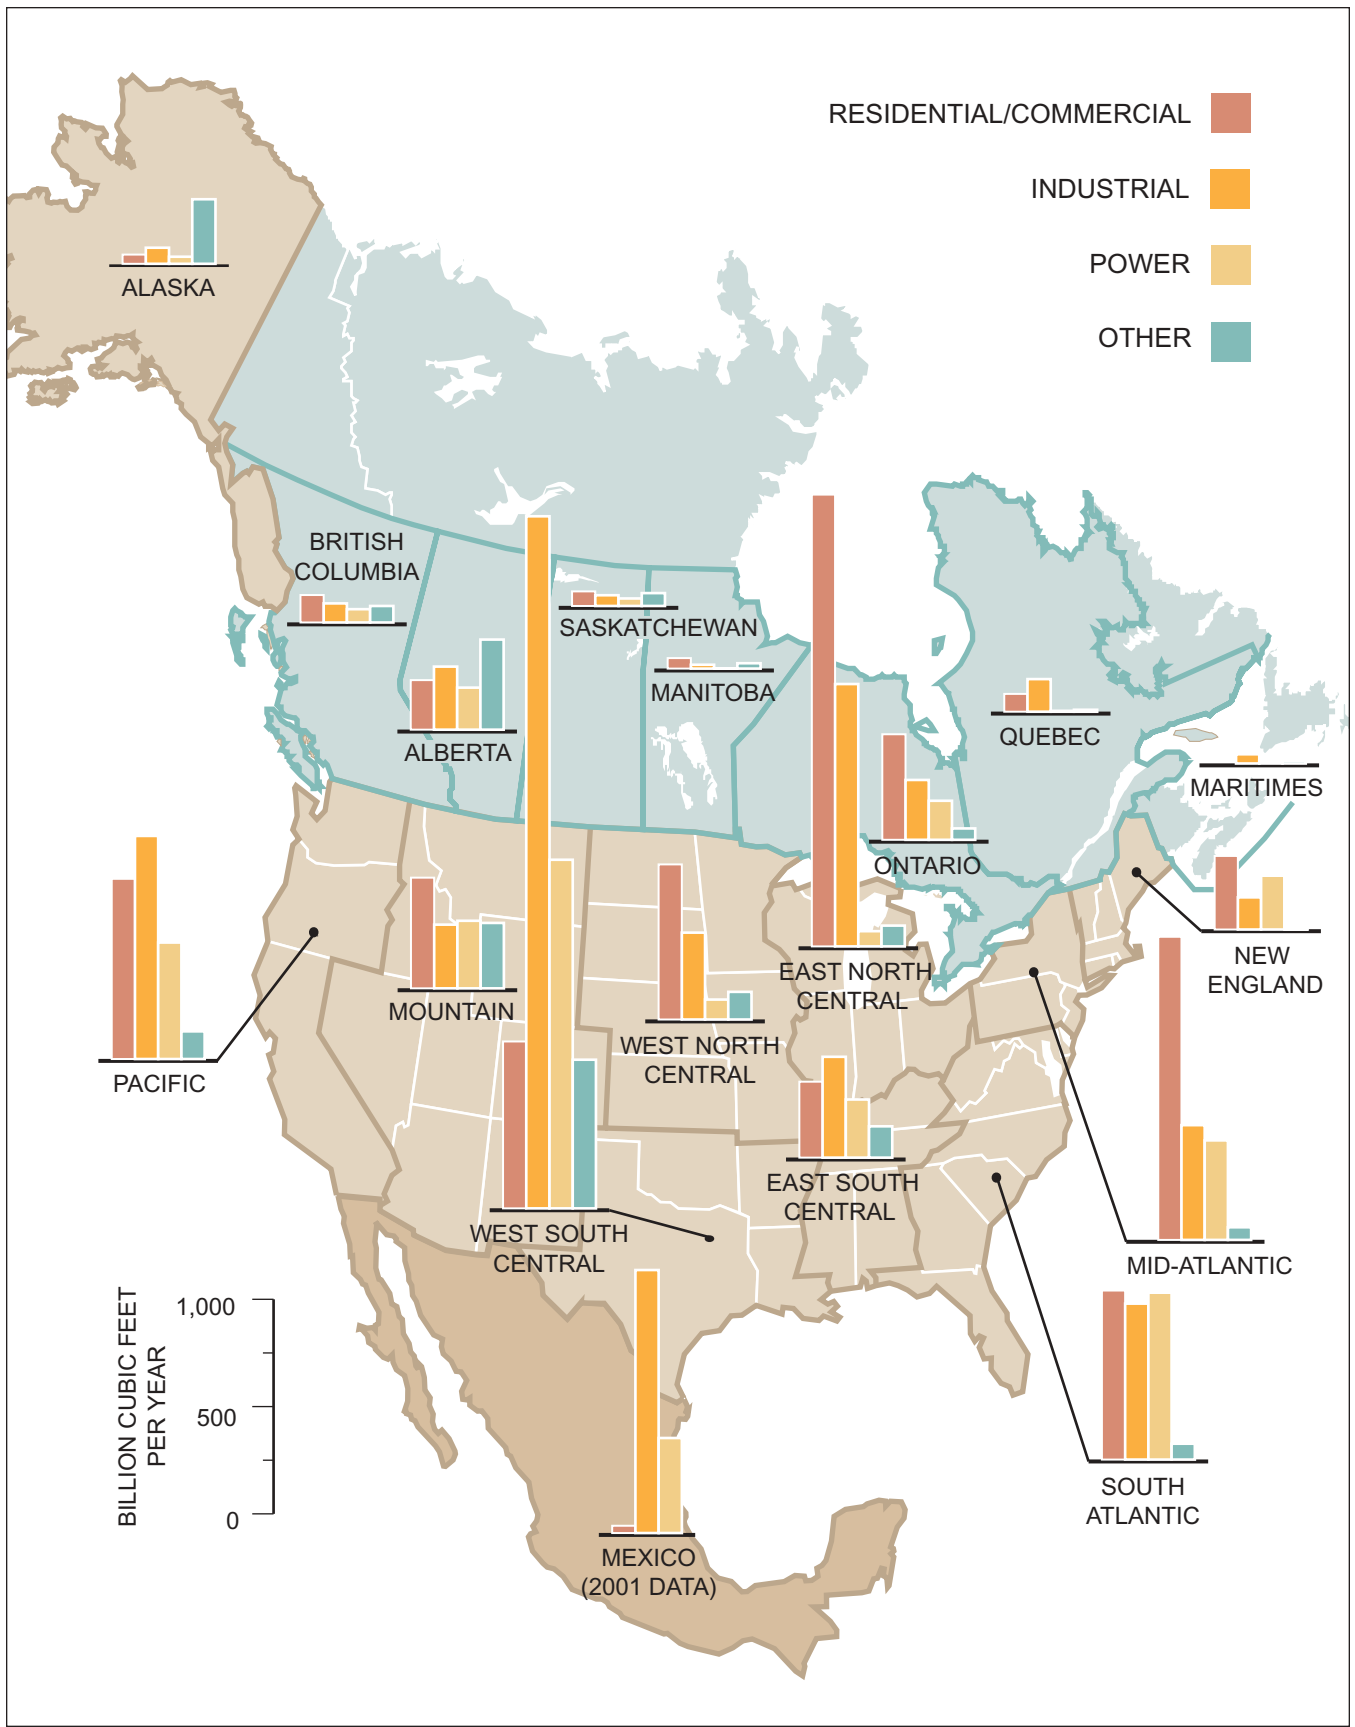 RESIDENTIAL/COMMERCIAL
INDUSTRIAL
POWER
OTHER
ALASKA
BRITISH
COLUMBIA
SASKATCHEWAN
MANITOBA
ALBERTA
QUEBEC
MARITIMES
ONTARIO
NEW
ENGLAND
EAST NORTH
CENTRAL
MOUNTAIN
WEST NORTH
CENTRAL
PACIFIC
EAST SOUTH
CENTRAL
WEST SOUTH
CENTRAL
MID-ATLANTIC
SOUTH
ATLANTIC
BILLION CUBIC FEET
PER YEAR
1,000
500
0
MEXICO
(2001 DATA)